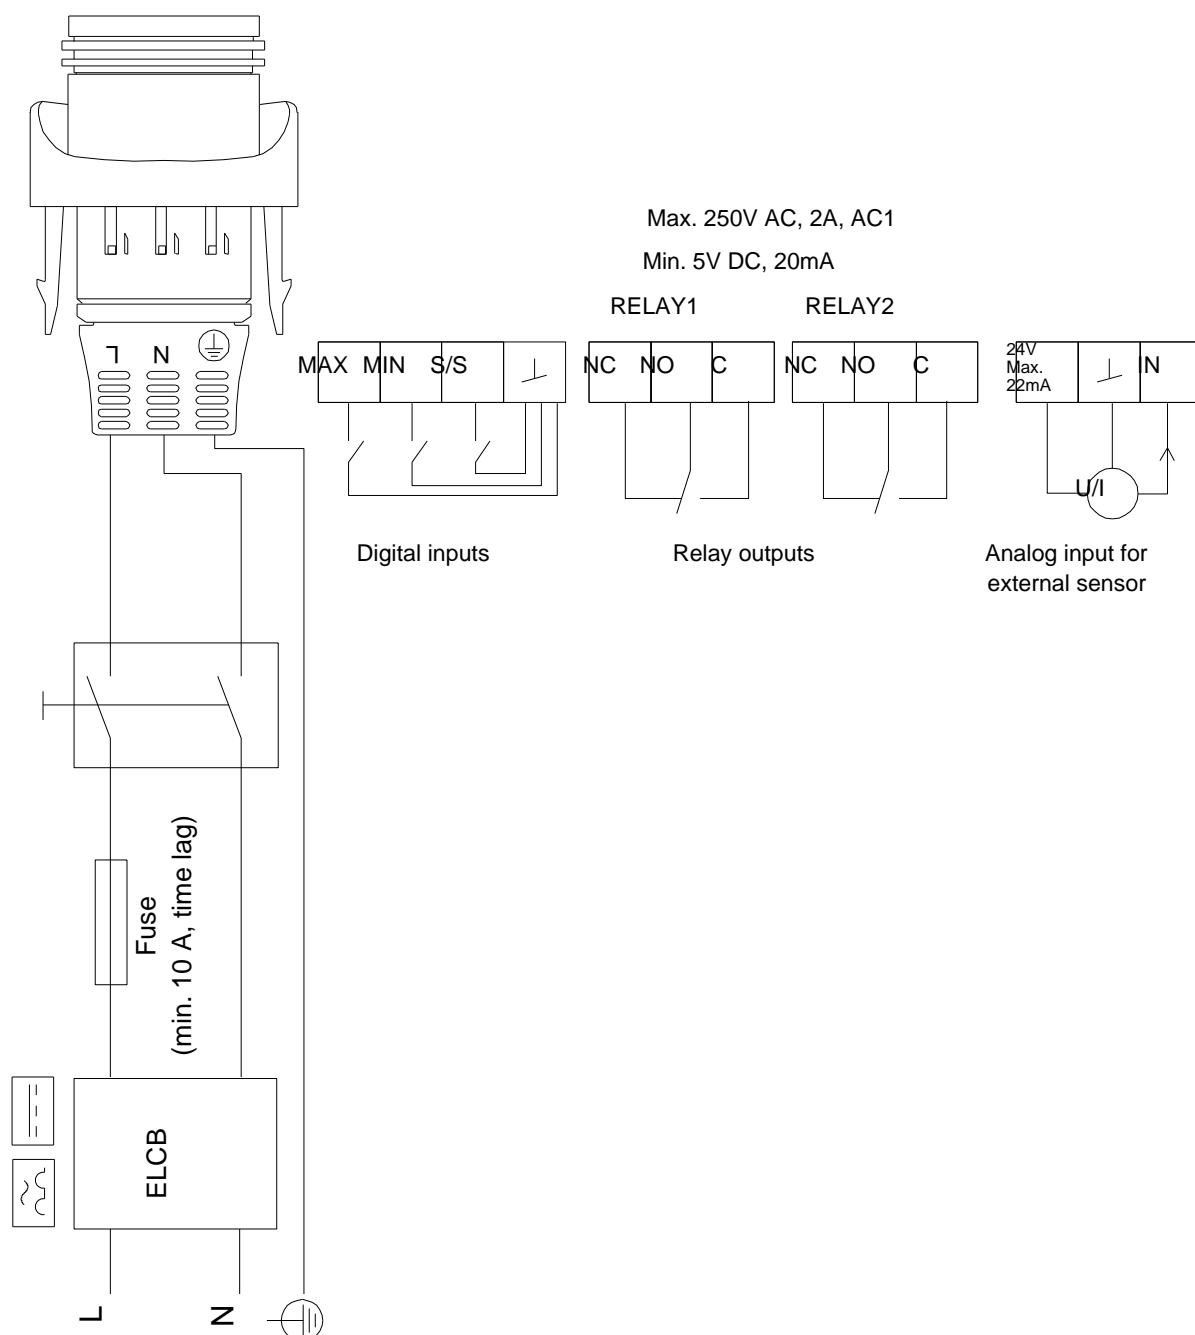 Max. 250V AC, 2A, AC1
Min. 5V DC, 20mA
RELAY1 RELAY2
L N
MAX MIN S/S
NC NO C
NC NO C
24V
Max.
22mA
IN
U/I
Digital inputs
Relay outputs
Analog input for
external sensor
Fuse
(min. 10 A, time lag)
ELCB
L N